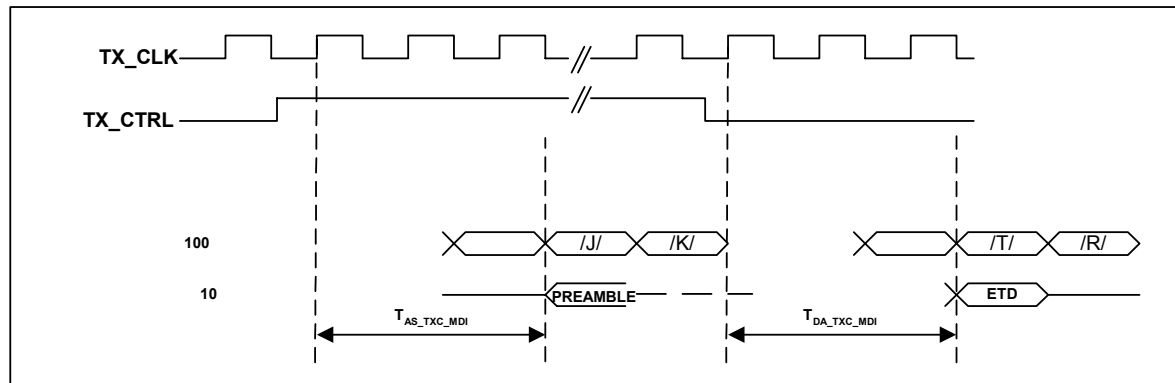 TX_CLK
TX_CTRL
100 /J/ /K/ /T/ /R/
10 PREAMBLE ETD
TAS_TXC_MDI TDA_TXC_MDI